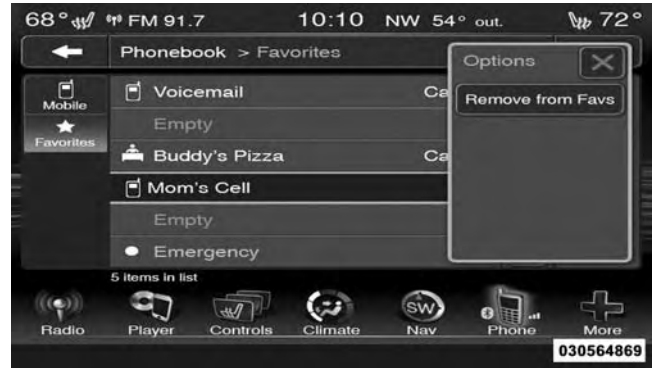 68° FM 91.7 10:10 NW 54° out. 72°
Phonebook > Favorites
Options
Mobile
Voicemail Ca
Remove from Favs
Empty
Favorites
Buddy's Pizza Ca
Mom's Cell
Empty
Emergency
5 items in list
SW
Radio Player Controls Climate Nav Phone More
030564869